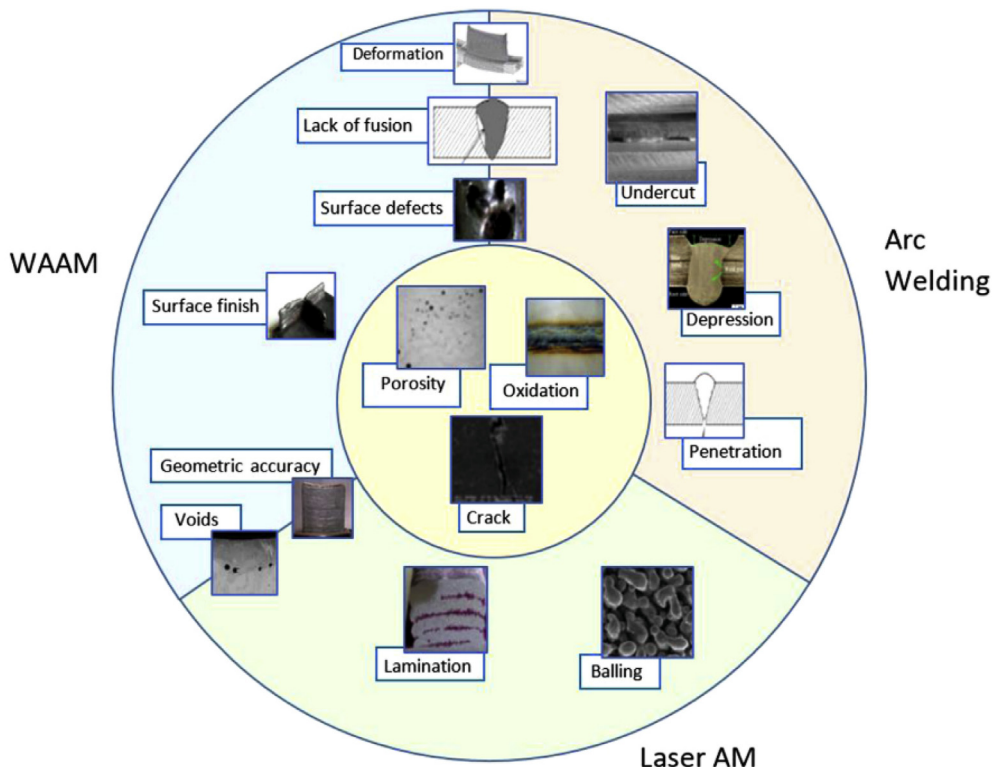 Deformation
Lack of fusion
Undercut
Surface defects
WAAM
Arc
Welding
Surface finish
Depression
Porosity
Oxidation
Penetration
Geometric accuracy
Voids
Crack
Lamination
Balling
Laser AM